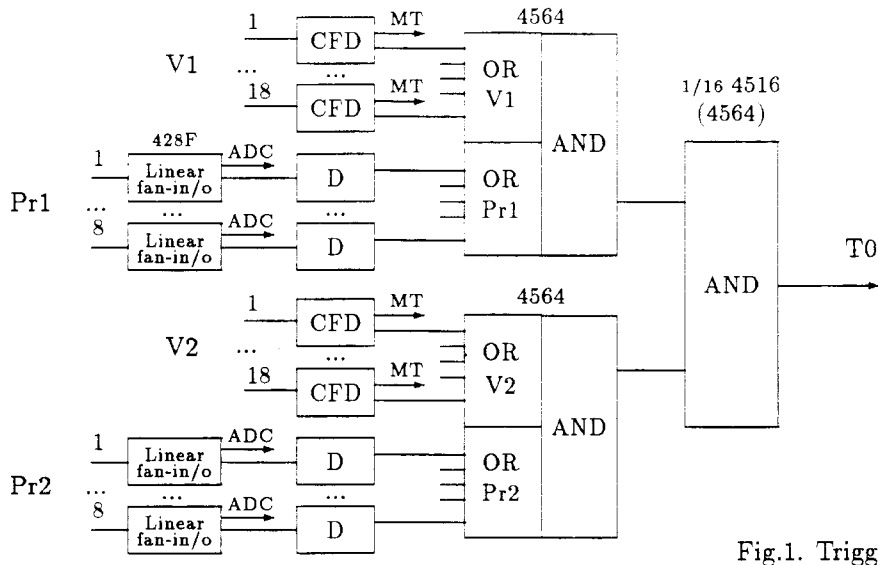 4564
1 CFD MT
V1
... ...
18 CFD MT
OR
V1
AND
1/16 4516
(4564)
428F
1 Linear
fan-in/o ADC D
Pr1
... ... ...
8 Linear
fan-in/o ADC D
OR
Pr1
AND
T0
4564
1 CFD MT
V2
... ...
18 CFD MT
OR
V2
AND
1 Linear
fan-in/o ADC D
Pr2
... ... ...
8 Linear
fan-in/o ADC D
OR
Pr2
Fig.1. Trigg